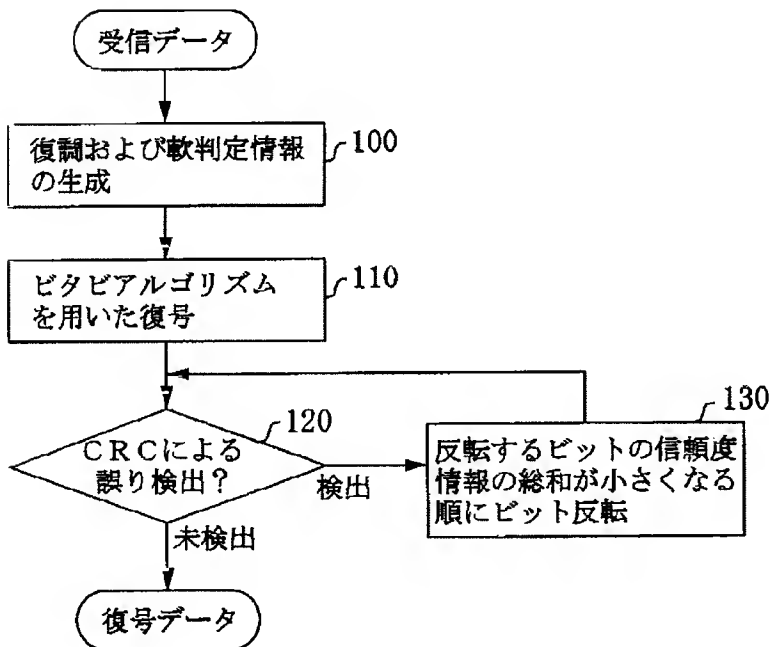 受信データ
復調および軟判定情報
の生成
100
ビタビアルゴリズム
を用いた復号
110
130
120
CRCによる
誤り検出？
検出
反転するビットの信頼度
情報の総和が小さくなる
順にビット反転
未検出
復号データ